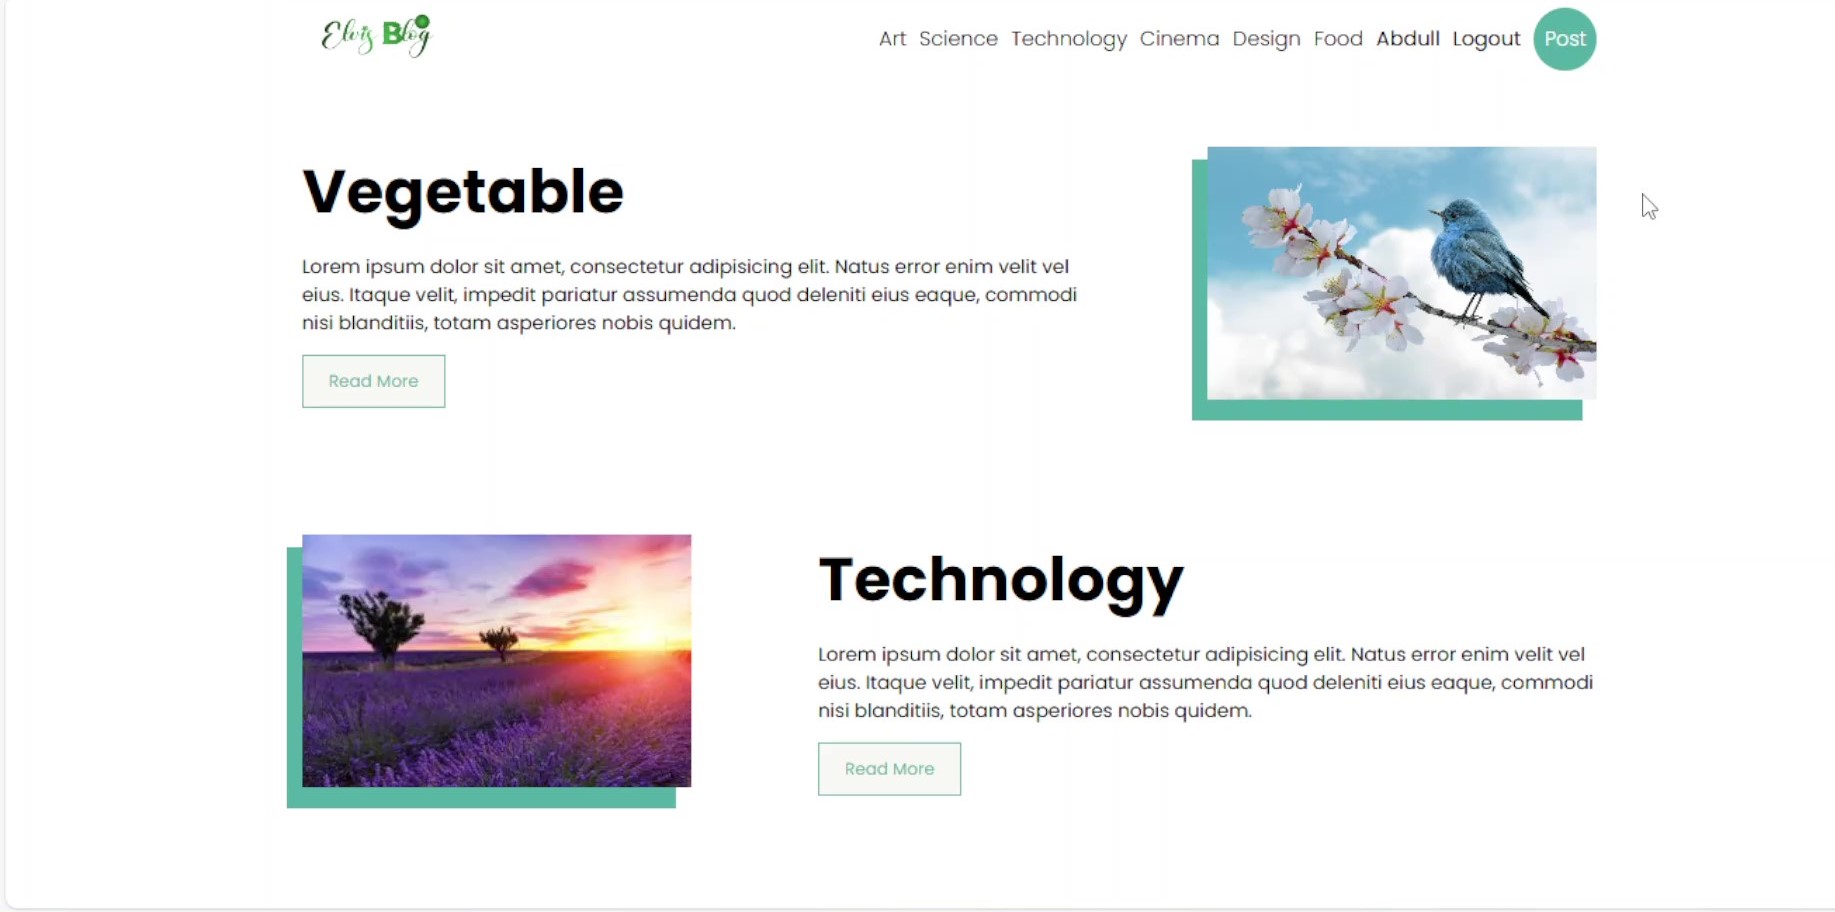 Elvis Blog
Art Science Technology Cinema Design Food Abdull Logout Post
Vegetable
Lorem ipsum dolor sit amet, consectetur adipisicing elit. Natus error enim velit vel
eius. Itaque velit, impedit pariatur assumenda quod deleniti eius eaque, commodi
nisi blanditiis, totam asperiores nobis quidem.
Read More
Technology
Lorem ipsum dolor sit amet, consectetur adipisicing elit. Natus error enim velit vel
eius. Itaque velit, impedit pariatur assumenda quod deleniti eius eaque, commodi
nisi blanditiis, totam asperiores nobis quidem.
Read More